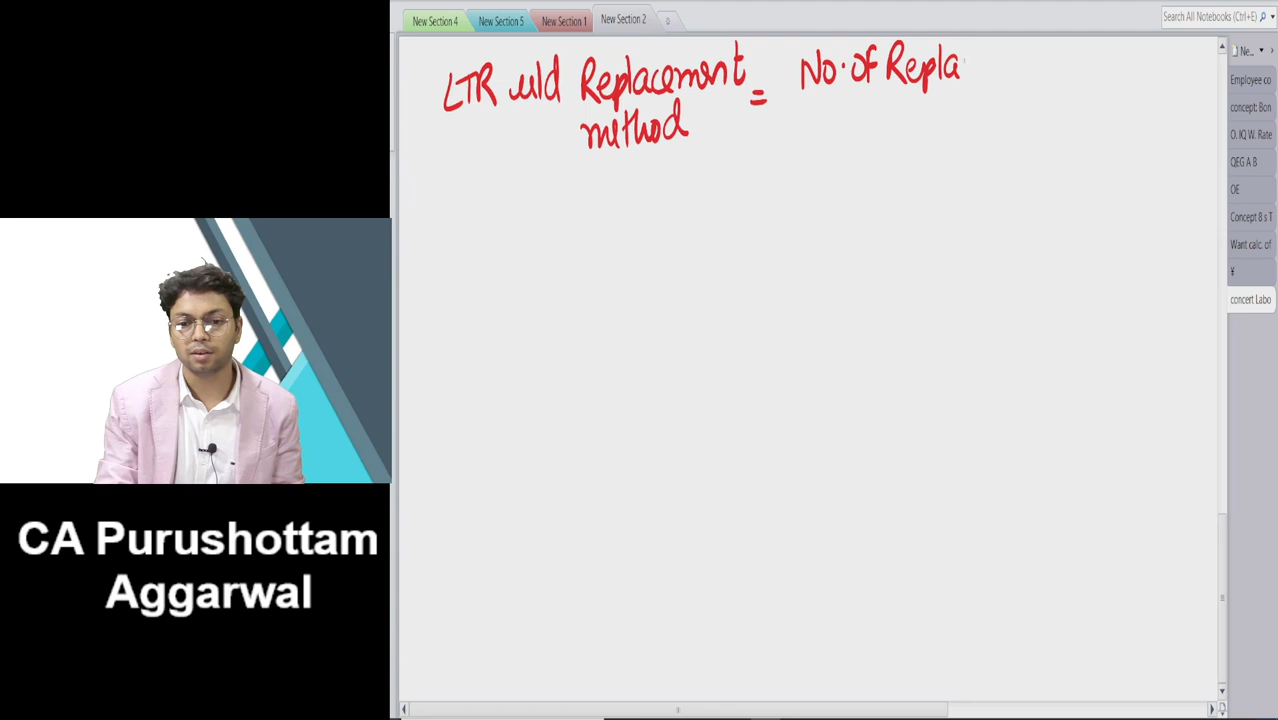 New Section 4
New Section 5
New Section 1
New Section 2
Search All Notebooks (Ctrl+E)
Ne...
Employee co
concept: Bon
O. IQ W. Rate
QEG A B
OE
Concept 8 s T
Want calc. of
¥
concert Labo
LTR u/d Replacement = No. of Repla
method
CA Purushottam
Aggarwal